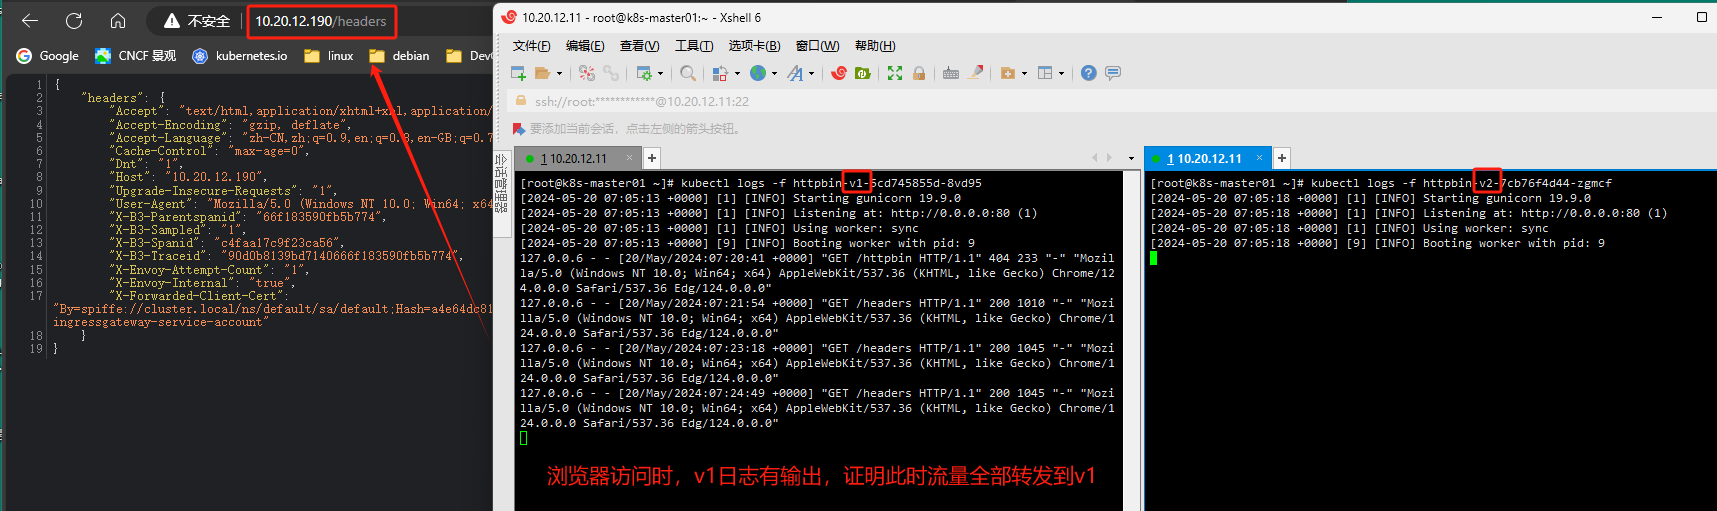 不安全
10.20.12.190/headers
Google
CNCF 景观
kubernetes.io
linux
debian
1 {
2 "headers": {
3 "Accept": "text/html,application/xhtml+xml,application/
4 "Accept-Encoding": "gzip, deflate",
5 "Accept-Language": "zh-CN,zh;q=0.9,en;q=0.8,en-GB;q=0.7
6 "Cache-Control": "max-age=0",
7 "Dnt": "1",
8 "Host": "10.20.12.190",
9 "Upgrade-Insecure-Requests": "1",
10 "User-Agent": "Mozilla/5.0 (Windows NT 10.0; Win64; x64
11 "X-B3-Parentspanid": "66f183590fb5b774",
12 "X-B3-Sampled": "1",
13 "X-B3-Spanid": "c4faa17c9f23ca56",
14 "X-B3-Traceid": "90d0b8139bd7140666f183590fb5b774",
15 "X-Envoy-Attempt-Count": "1",
16 "X-Envoy-Internal": "true",
17 "X-Forwarded-Client-Cert":
"By=spiffe://cluster.local/ns/default/sa/default;Hash=a4e64dc81
ingressgateway-service-account"
18 }
19 }
10.20.12.11 - root@k8s-master01:~ - Xshell 6
文件(F) 编辑(E) 查看(V) 工具(T) 选项卡(B) 窗口(W) 帮助(H)
ssh://root:************@10.20.12.11:22
要添加当前会话，点击左侧的箭头按钮。
会话管理器
1 10.20.12.11
[root@k8s-master01 ~]# kubectl logs -f httpbin-v1-5cd745855d-8vd95
[2024-05-20 07:05:13 +0000] [1] [INFO] Starting gunicorn 19.9.0
[2024-05-20 07:05:13 +0000] [1] [INFO] Listening at: http://0.0.0.0:80 (1)
[2024-05-20 07:05:13 +0000] [1] [INFO] Using worker: sync
[2024-05-20 07:05:13 +0000] [9] [INFO] Booting worker with pid: 9
127.0.0.6 - - [20/May/2024:07:20:41 +0000] "GET /httpbin HTTP/1.1" 404 233 "-" "Mozil
la/5.0 (Windows NT 10.0; Win64; x64) AppleWebKit/537.36 (KHTML, like Gecko) Chrome/12
4.0.0.0 Safari/537.36 Edg/124.0.0.0"
127.0.0.6 - - [20/May/2024:07:21:54 +0000] "GET /headers HTTP/1.1" 200 1010 "-" "Mozi
lla/5.0 (Windows NT 10.0; Win64; x64) AppleWebKit/537.36 (KHTML, like Gecko) Chrome/1
24.0.0.0 Safari/537.36 Edg/124.0.0.0"
127.0.0.6 - - [20/May/2024:07:23:18 +0000] "GET /headers HTTP/1.1" 200 1045 "-" "Mozi
lla/5.0 (Windows NT 10.0; Win64; x64) AppleWebKit/537.36 (KHTML, like Gecko) Chrome/1
24.0.0.0 Safari/537.36 Edg/124.0.0.0"
127.0.0.6 - - [20/May/2024:07:24:49 +0000] "GET /headers HTTP/1.1" 200 1045 "-" "Mozi
lla/5.0 (Windows NT 10.0; Win64; x64) AppleWebKit/537.36 (KHTML, like Gecko) Chrome/1
24.0.0.0 Safari/537.36 Edg/124.0.0.0"
浏览器访问时，v1日志有输出，证明此时流量全部转发到v1
1 10.20.12.11
[root@k8s-master01 ~]# kubectl logs -f httpbin-v2-7cb76f4d44-zgmcf
[2024-05-20 07:05:18 +0000] [1] [INFO] Starting gunicorn 19.9.0
[2024-05-20 07:05:18 +0000] [1] [INFO] Listening at: http://0.0.0.0:80 (1)
[2024-05-20 07:05:18 +0000] [1] [INFO] Using worker: sync
[2024-05-20 07:05:18 +0000] [9] [INFO] Booting worker with pid: 9